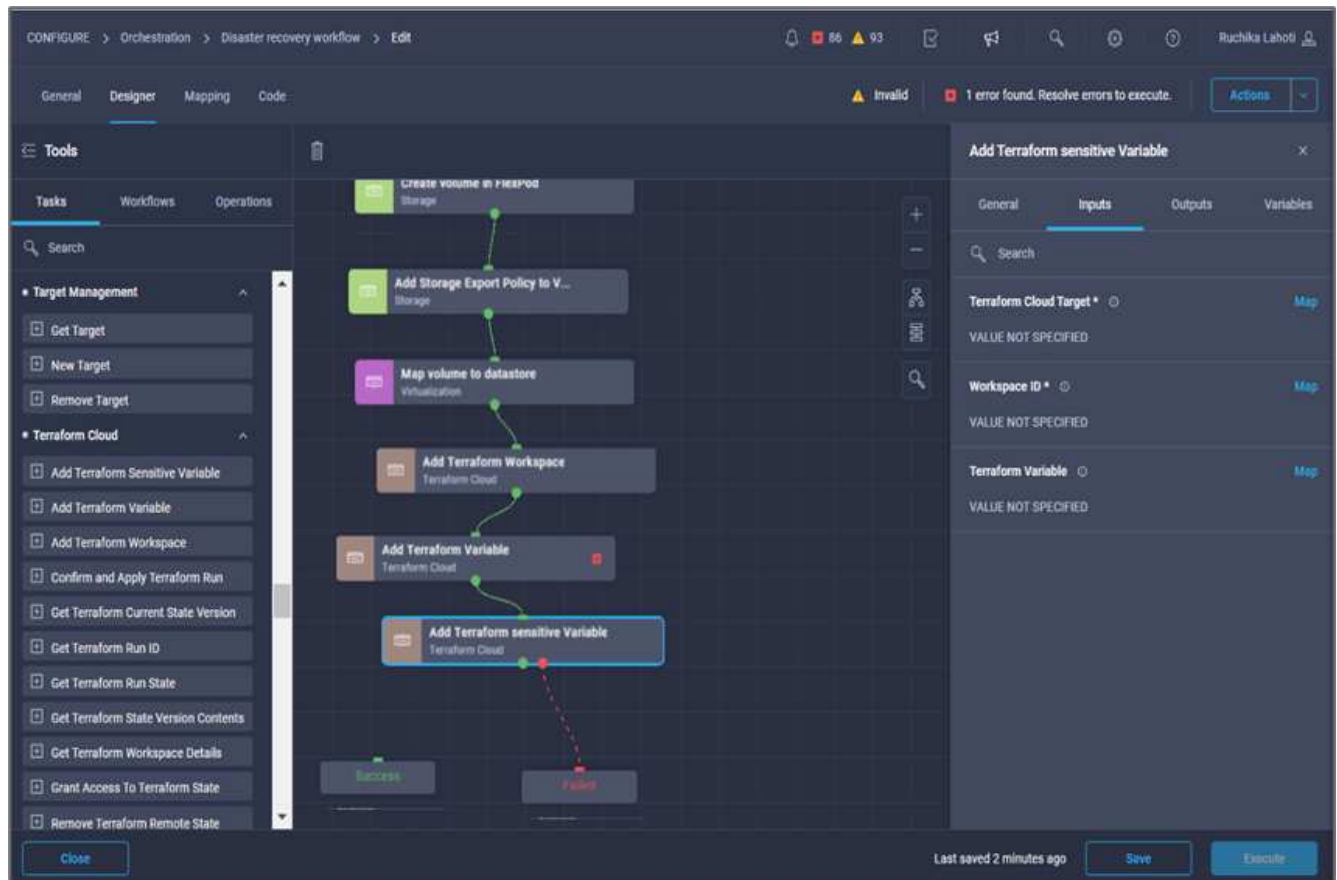 CONFIGURE > Orchestration > Disaster recovery workflow > Edit
86 93
Ruchika Lahoti
General Designer Mapping Code
Invalid
1 error found. Resolve errors to execute.
Actions
Tools
Tasks Workflows Operations
Search
Target Management
Get Target
New Target
Remove Target
Terraform Cloud
Add Terraform Sensitive Variable
Add Terraform Variable
Add Terraform Workspace
Confirm and Apply Terraform Run
Get Terraform Current State Version
Get Terraform Run ID
Get Terraform Run State
Get Terraform State Version Contents
Get Terraform Workspace Details
Grant Access To Terraform State
Remove Terraform Remote State
Create volume in FlexPod
Storage
Add Storage Export Policy to V...
Storage
Map volume to datastore
Virtualization
Add Terraform Workspace
Terraform Cloud
Add Terraform Variable
Terraform Cloud
Add Terraform sensitive Variable
Terraform Cloud
Success
Failed
Add Terraform sensitive Variable
General Inputs Outputs Variables
Search
Terraform Cloud Target * Map
VALUE NOT SPECIFIED
Workspace ID * Map
VALUE NOT SPECIFIED
Terraform Variable Map
VALUE NOT SPECIFIED
Close
Last saved 2 minutes ago
Save
Execute